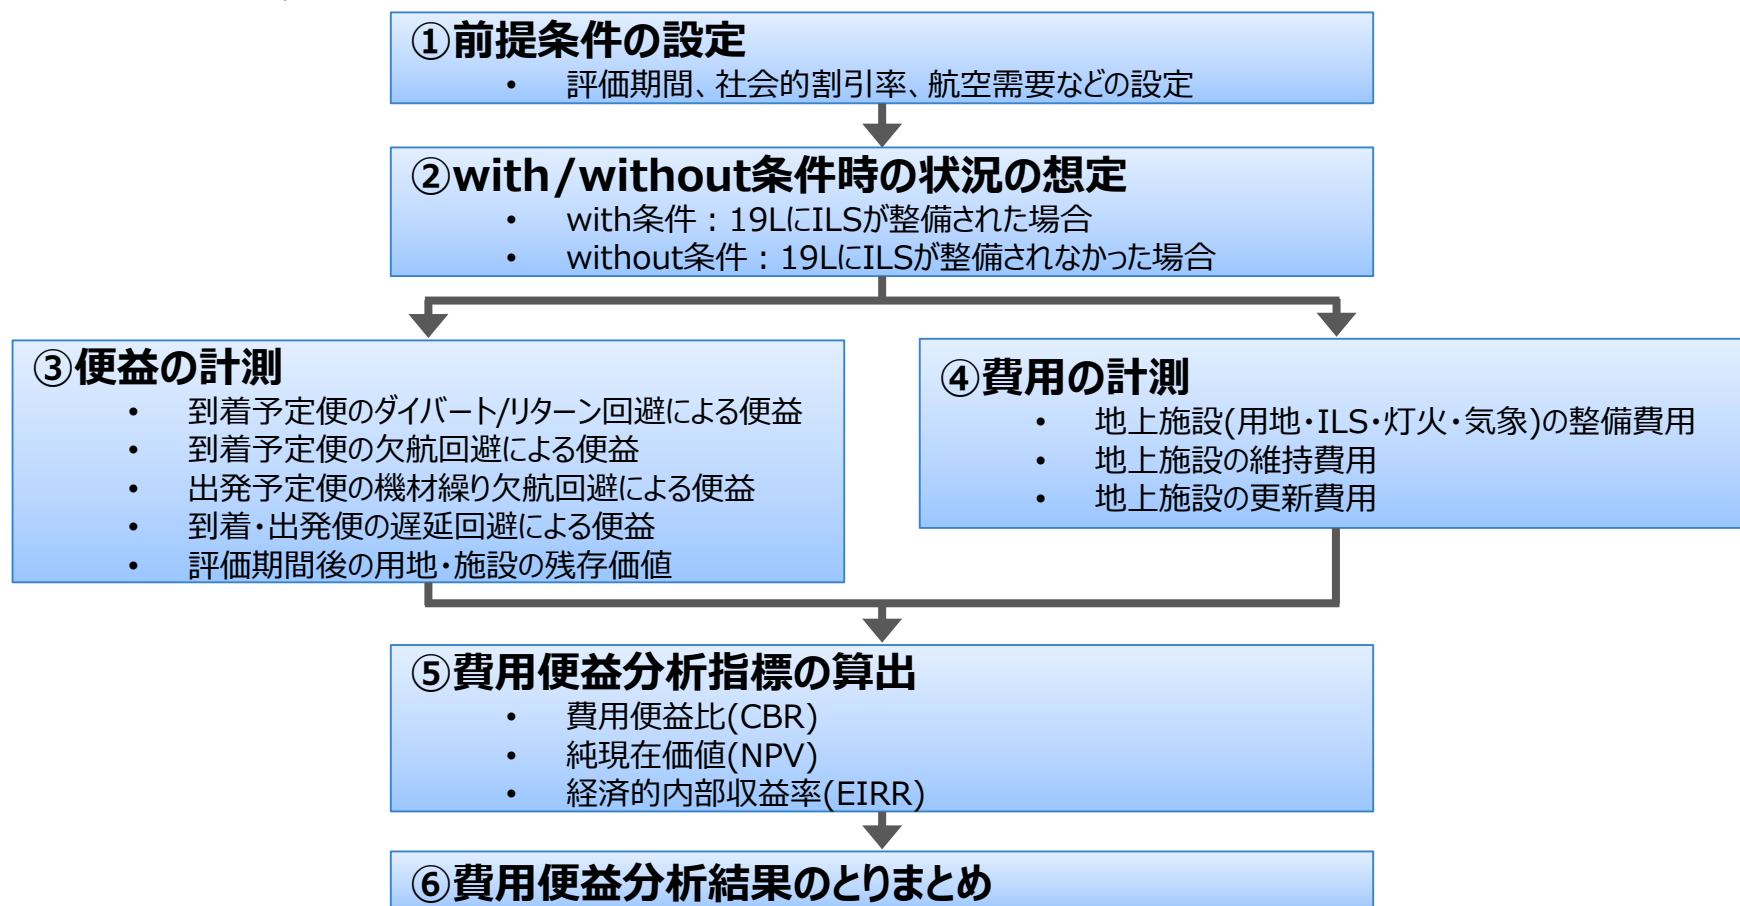 ①前提条件の設定
• 評価期間、社会的割引率、航空需要などの設定
②with/without条件時の状況の想定
• with条件：19LにILSが整備された場合
• without条件：19LにILSが整備されなかった場合
③便益の計測
• 到着予定便のダイバート/リターン回避による便益
• 到着予定便の欠航回避による便益
• 出発予定便の機材繰り欠航回避による便益
• 到着・出発便の遅延回避による便益
• 評価期間後の用地・施設の残存価値
④費用の計測
• 地上施設(用地・ILS・灯火・気象)の整備費用
• 地上施設の維持費用
• 地上施設の更新費用
⑤費用便益分析指標の算出
• 費用便益比(CBR)
• 純現在価値(NPV)
• 経済的内部収益率(EIRR)
⑥費用便益分析結果のとりまとめ